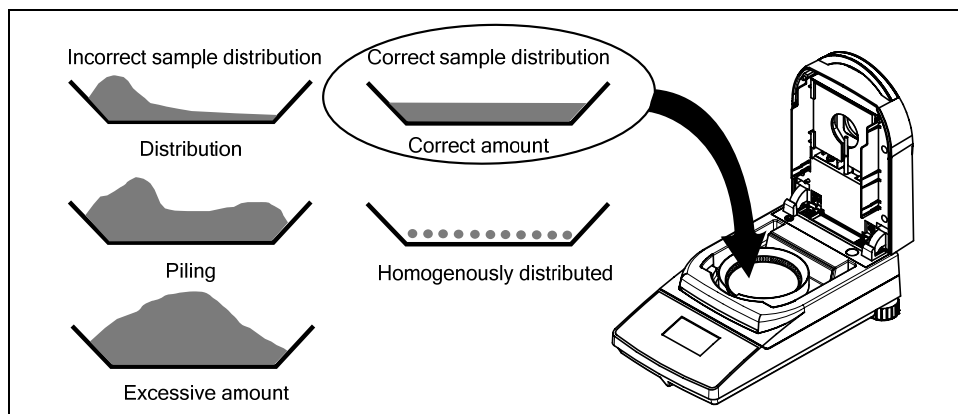 Incorrect sample distribution
Distribution
Piling
Excessive amount
Correct sample distribution
Correct amount
Homogenously distributed